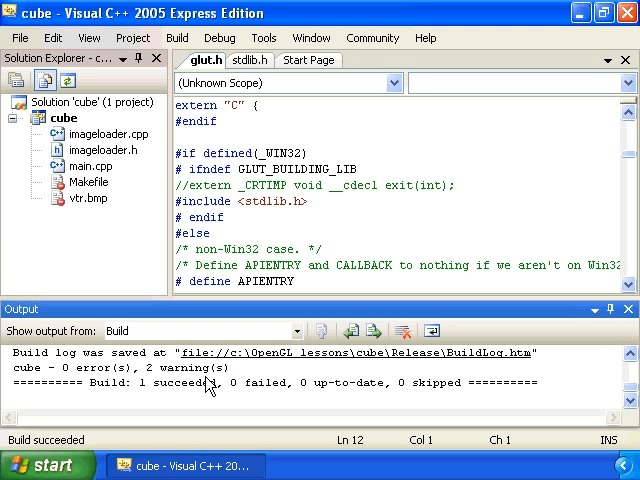 cube - Visual C++ 2005 Express Edition
File Edit View Project Build Debug Tools Window Community Help
Solution Explorer - c...
glut.h stdlib.h Start Page
(Unknown Scope)
Solution 'cube' (1 project)
cube
imageloader.cpp
imageloader.h
main.cpp
Makefile
vtr.bmp
extern "C" {
#endif
#if defined(_WIN32)
# ifndef GLUT_BUILDING_LIB
//extern _CRTIMP void __cdecl exit(int);
#include <stdlib.h>
# endif
#else
/* non-Win32 case. */
/* Define APIENTRY and CALLBACK to nothing if we aren't on Win32
# define APIENTRY
Output
Show output from: Build
Build log was saved at "file://c:\OpenGL lessons\cube\Release\BuildLog.htm"
cube - 0 error(s), 2 warning(s)
========== Build: 1 succeeded, 0 failed, 0 up-to-date, 0 skipped ==========
Build succeeded Ln 12 Col 1 Ch 1 INS
start cube - Visual C++ 20...